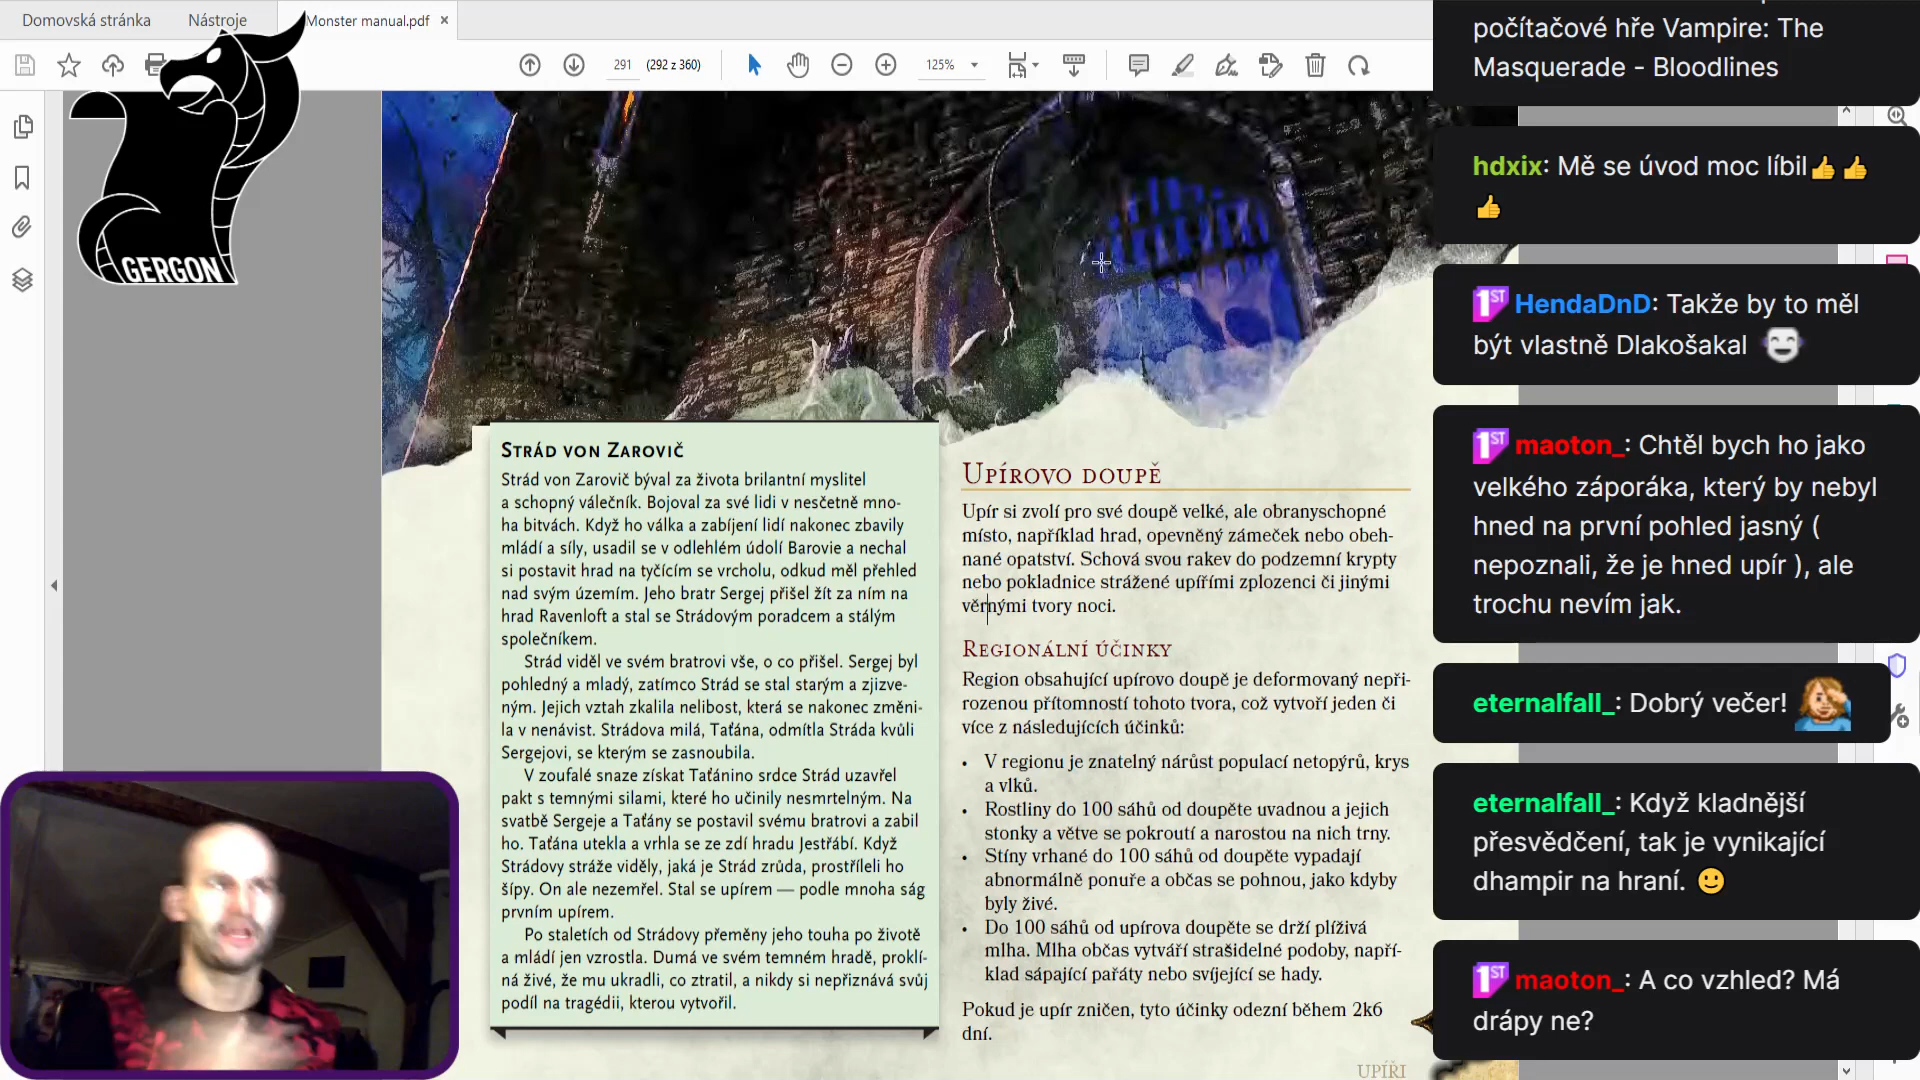 Domovská stránka
Nástroje
Monster manual.pdf
291
(292 z 360)
125%
GERGON
Strád von Zarovič
Strád von Zarovič býval za života brilantní myslitel
a schopný válečník. Bojoval za své lidi v nesčetně mno-
ha bitvách. Když ho válka a zabíjení lidí nakonec zbavily
mládí a síly, usadil se v odlehlém údolí Barovie a nechal
si postavit hrad na tyčícím se vrcholu, odkud měl přehled
nad svým územím. Jeho bratr Sergej přišel žít za ním na
hrad Ravenloft a stal se Strádovým poradcem a stálým
společníkem.
Strád viděl ve svém bratrovi vše, o co přišel. Sergej byl
pohledný a mladý, zatímco Strád se stal starým a zjizve-
ným. Jejich vztah zkalila nelibost, která se nakonec změni-
la v nenávist. Strádova milá, Taťána, odmítla Stráda kvůli
Sergejovi, se kterým se zasnoubila.
V zoufalé snaze získat Taťánino srdce Strád uzavřel
pakt s temnými silami, které ho učinily nesmrtelným. Na
svatbě Sergeje a Taťány se postavil svému bratrovi a zabil
ho. Taťána utekla a vrhla se ze zdí hradu Jestřábí. Když
Strádovy stráže viděly, jaká je Strád zrůda, prostříleli ho
šípy. On ale nezemřel. Stal se upírem — podle mnoha ság
prvním upírem.
Po staletích od Strádovy přeměny jeho touha po životě
a mládí jen vzrostla. Dumá ve svém temném hradě, proklí-
ná živé, že mu ukradli, co ztratil, a nikdy si nepřiznává svůj
podíl na tragédii, kterou vytvořil.
Upírovo doupě
Upír si zvolí pro své doupě velké, ale obranyschopné
místo, například hrad, opevněný zámeček nebo obeh-
nané opatství. Schová svou rakev do podzemní krypty
nebo pokladnice strážené upířími zplozenci či jinými
věrnými tvory noci.
Regionální účinky
Region obsahující upírovo doupě je deformovaný nepři-
rozenou přítomností tohoto tvora, což vytvoří jeden či
více z následujících účinků:
• V regionu je znatelný nárůst populací netopýrů, krys
a vlků.
• Rostliny do 100 sáhů od doupěte uvadnou a jejich
stonky a větve se pokroutí a narostou na nich trny.
• Stíny vrhané do 100 sáhů od doupěte vypadají
abnormálně ponuře a občas se pohnou, jako kdyby
byly živé.
• Do 100 sáhů od upírova doupěte se drží plíživá
mlha. Mlha občas vytváří strašidelné podoby, napří-
klad sápající pařáty nebo svíjející se hady.
Pokud je upír zničen, tyto účinky odezní během 2k6
dní.
UPÍŘI
počítačové hře Vampire: The
Masquerade - Bloodlines
hdxix: Mě se úvod moc líbil👍👍
👍
1ST HendaDnD: Takže by to měl
být vlastně Dlakošakal
1ST maoton_: Chtěl bych ho jako
velkého záporáka, který by nebyl
hned na první pohled jasný (
nepoznali, že je hned upír ), ale
trochu nevím jak.
eternalfall_: Dobrý večer!
eternalfall_: Když kladnější
přesvědčení, tak je vynikající
dhampir na hraní. 🙂
1ST maoton_: A co vzhled? Má
drápy ne?